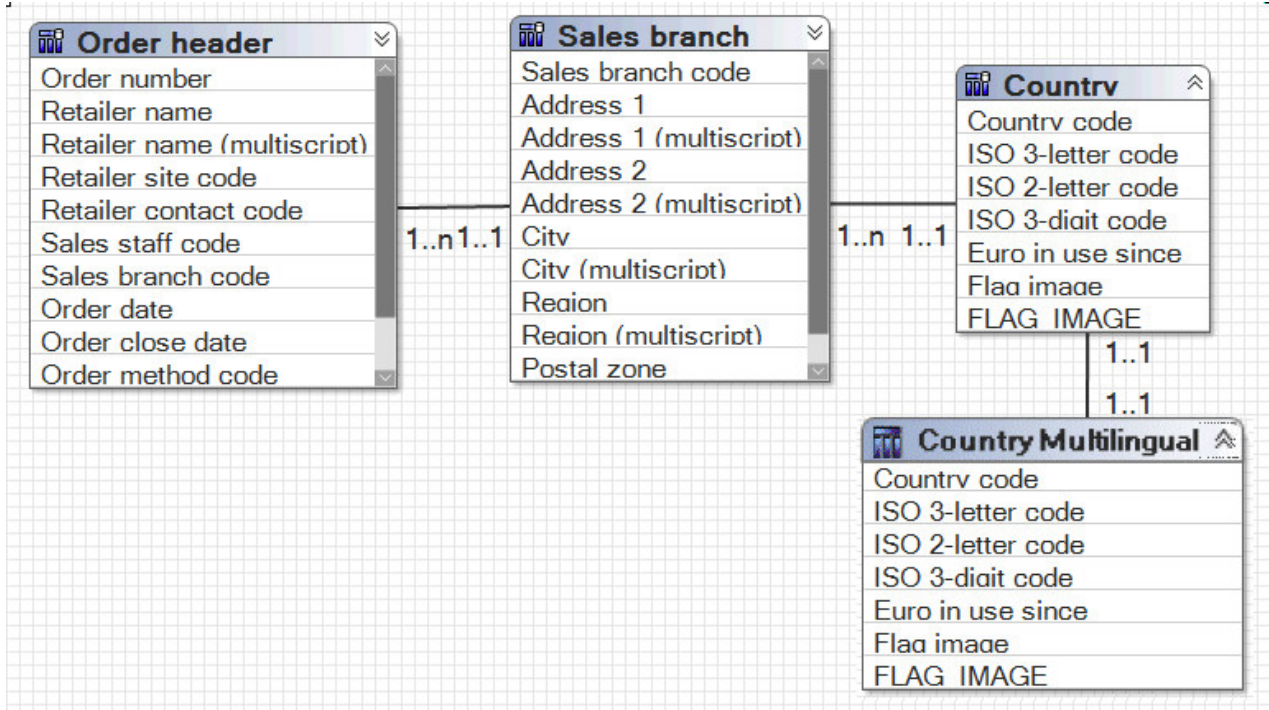 Order header
Order number
Retailer name
Retailer name (multiscript)
Retailer site code
Retailer contact code
Sales staff code
Sales branch code
Order date
Order close date
Order method code
1..n
1..1
Sales branch
Sales branch code
Address 1
Address 1 (multiscript)
Address 2
Address 2 (multiscript)
City
City (multiscript)
Region
Region (multiscript)
Postal zone
1..n
1..1
Country
Country code
ISO 3-letter code
ISO 2-letter code
ISO 3-digit code
Euro in use since
Flag image
FLAG_IMAGE
1..1
1..1
Country Multilingual
Country code
ISO 3-letter code
ISO 2-letter code
ISO 3-digit code
Euro in use since
Flag image
FLAG_IMAGE